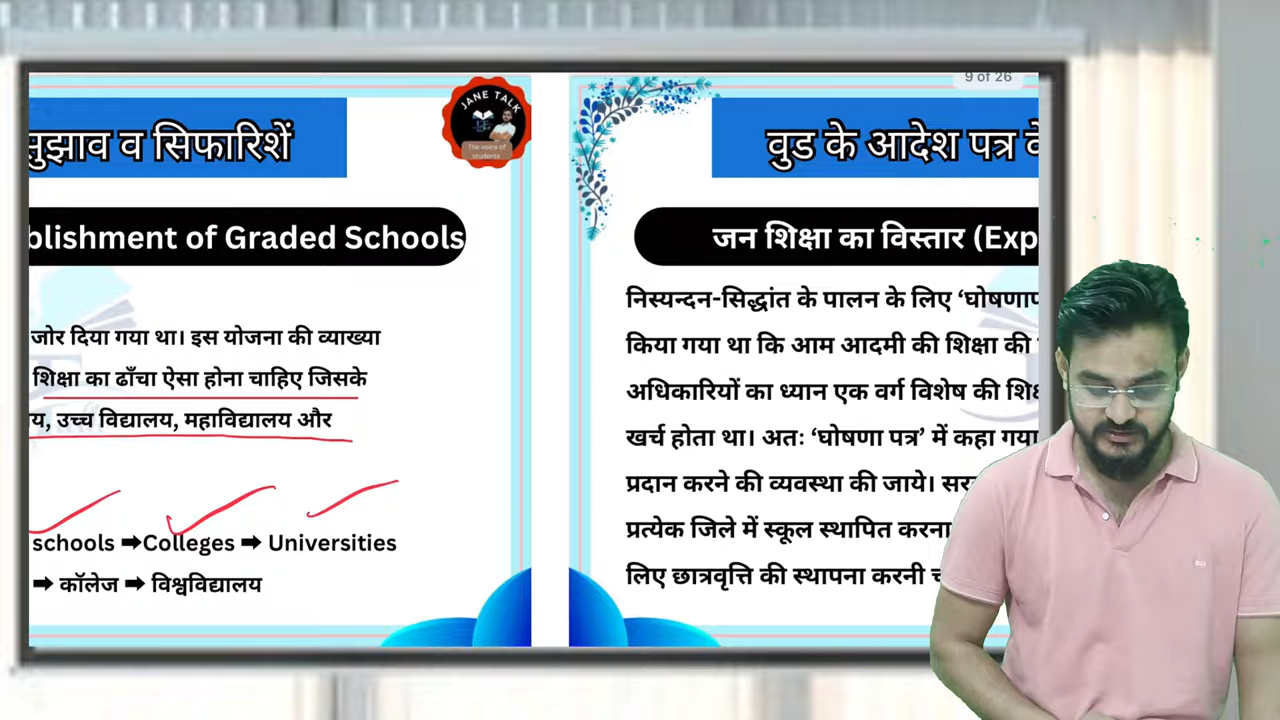 सुझाव व सिफारिशें
JANE TALK
The voice of
students
blishment of Graded Schools
जोर दिया गया था। इस योजना की व्याख्या
शिक्षा का ढाँचा ऐसा होना चाहिए जिसके
य, उच्च विद्यालय, महाविद्यालय और
schools ➡Colleges ➡ Universities
➡ कॉलेज ➡ विश्वविद्यालय
9 of 26
वुड के आदेश पत्र के
जन शिक्षा का विस्तार (Exp
निस्यन्दन-सिद्धांत के पालन के लिए ‘घोषणाप
किया गया था कि आम आदमी की शिक्षा की
अधिकारियों का ध्यान एक वर्ग विशेष की शिक्ष
खर्च होता था। अतः ‘घोषणा पत्र’ में कहा गया
प्रदान करने की व्यवस्था की जाये। सर
प्रत्येक जिले में स्कूल स्थापित करना
लिए छात्रवृत्ति की स्थापना करनी